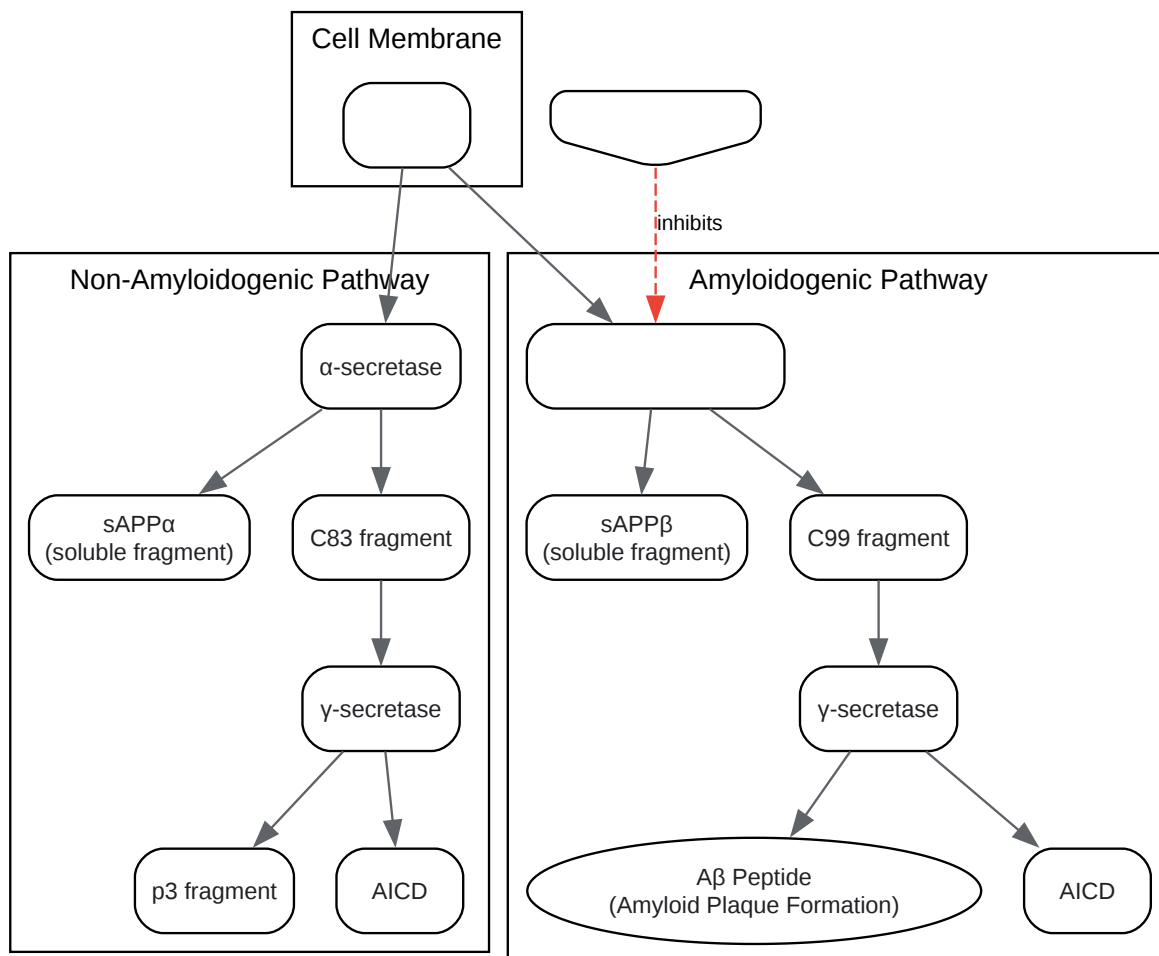 Cell Membrane
inhibits
Non-Amyloidogenic Pathway
Amyloidogenic Pathway
α-secretase
sAPPα
(soluble fragment)
C83 fragment
sAPPβ
(soluble fragment)
C99 fragment
γ-secretase
γ-secretase
p3 fragment
AICD
Aβ Peptide
(Amyloid Plaque Formation)
AICD